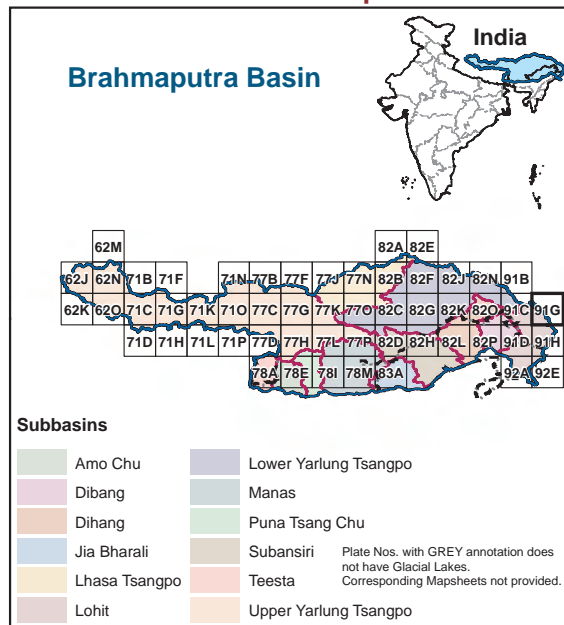 India
Brahmaputra Basin
62M 82A 82E
62J 62N 71B 71F 71N 77B 77F 77J 77N 82B 82F 82J 82N 91B
62K 62O 71C 71G 71K 71O 77C 77G 77K 77O 82C 82G 82K 82O 91C 91G
71D 71H 71L 71P 77D 77H 77L 77P 82D 82H 82L 82P 91D 91H
78A 78E 78I 78M 83A 92A 92E
Subbasins
Amo Chu
Dibang
Dihang
Jia Bharali
Lhasa Tsangpo
Lohit
Lower Yarlung Tsangpo
Manas
Puna Tsang Chu
Subansiri
Teesta
Upper Yarlung Tsangpo
Plate Nos. with GREY annotation does
not have Glacial Lakes.
Corresponding Mapsheets not provided.